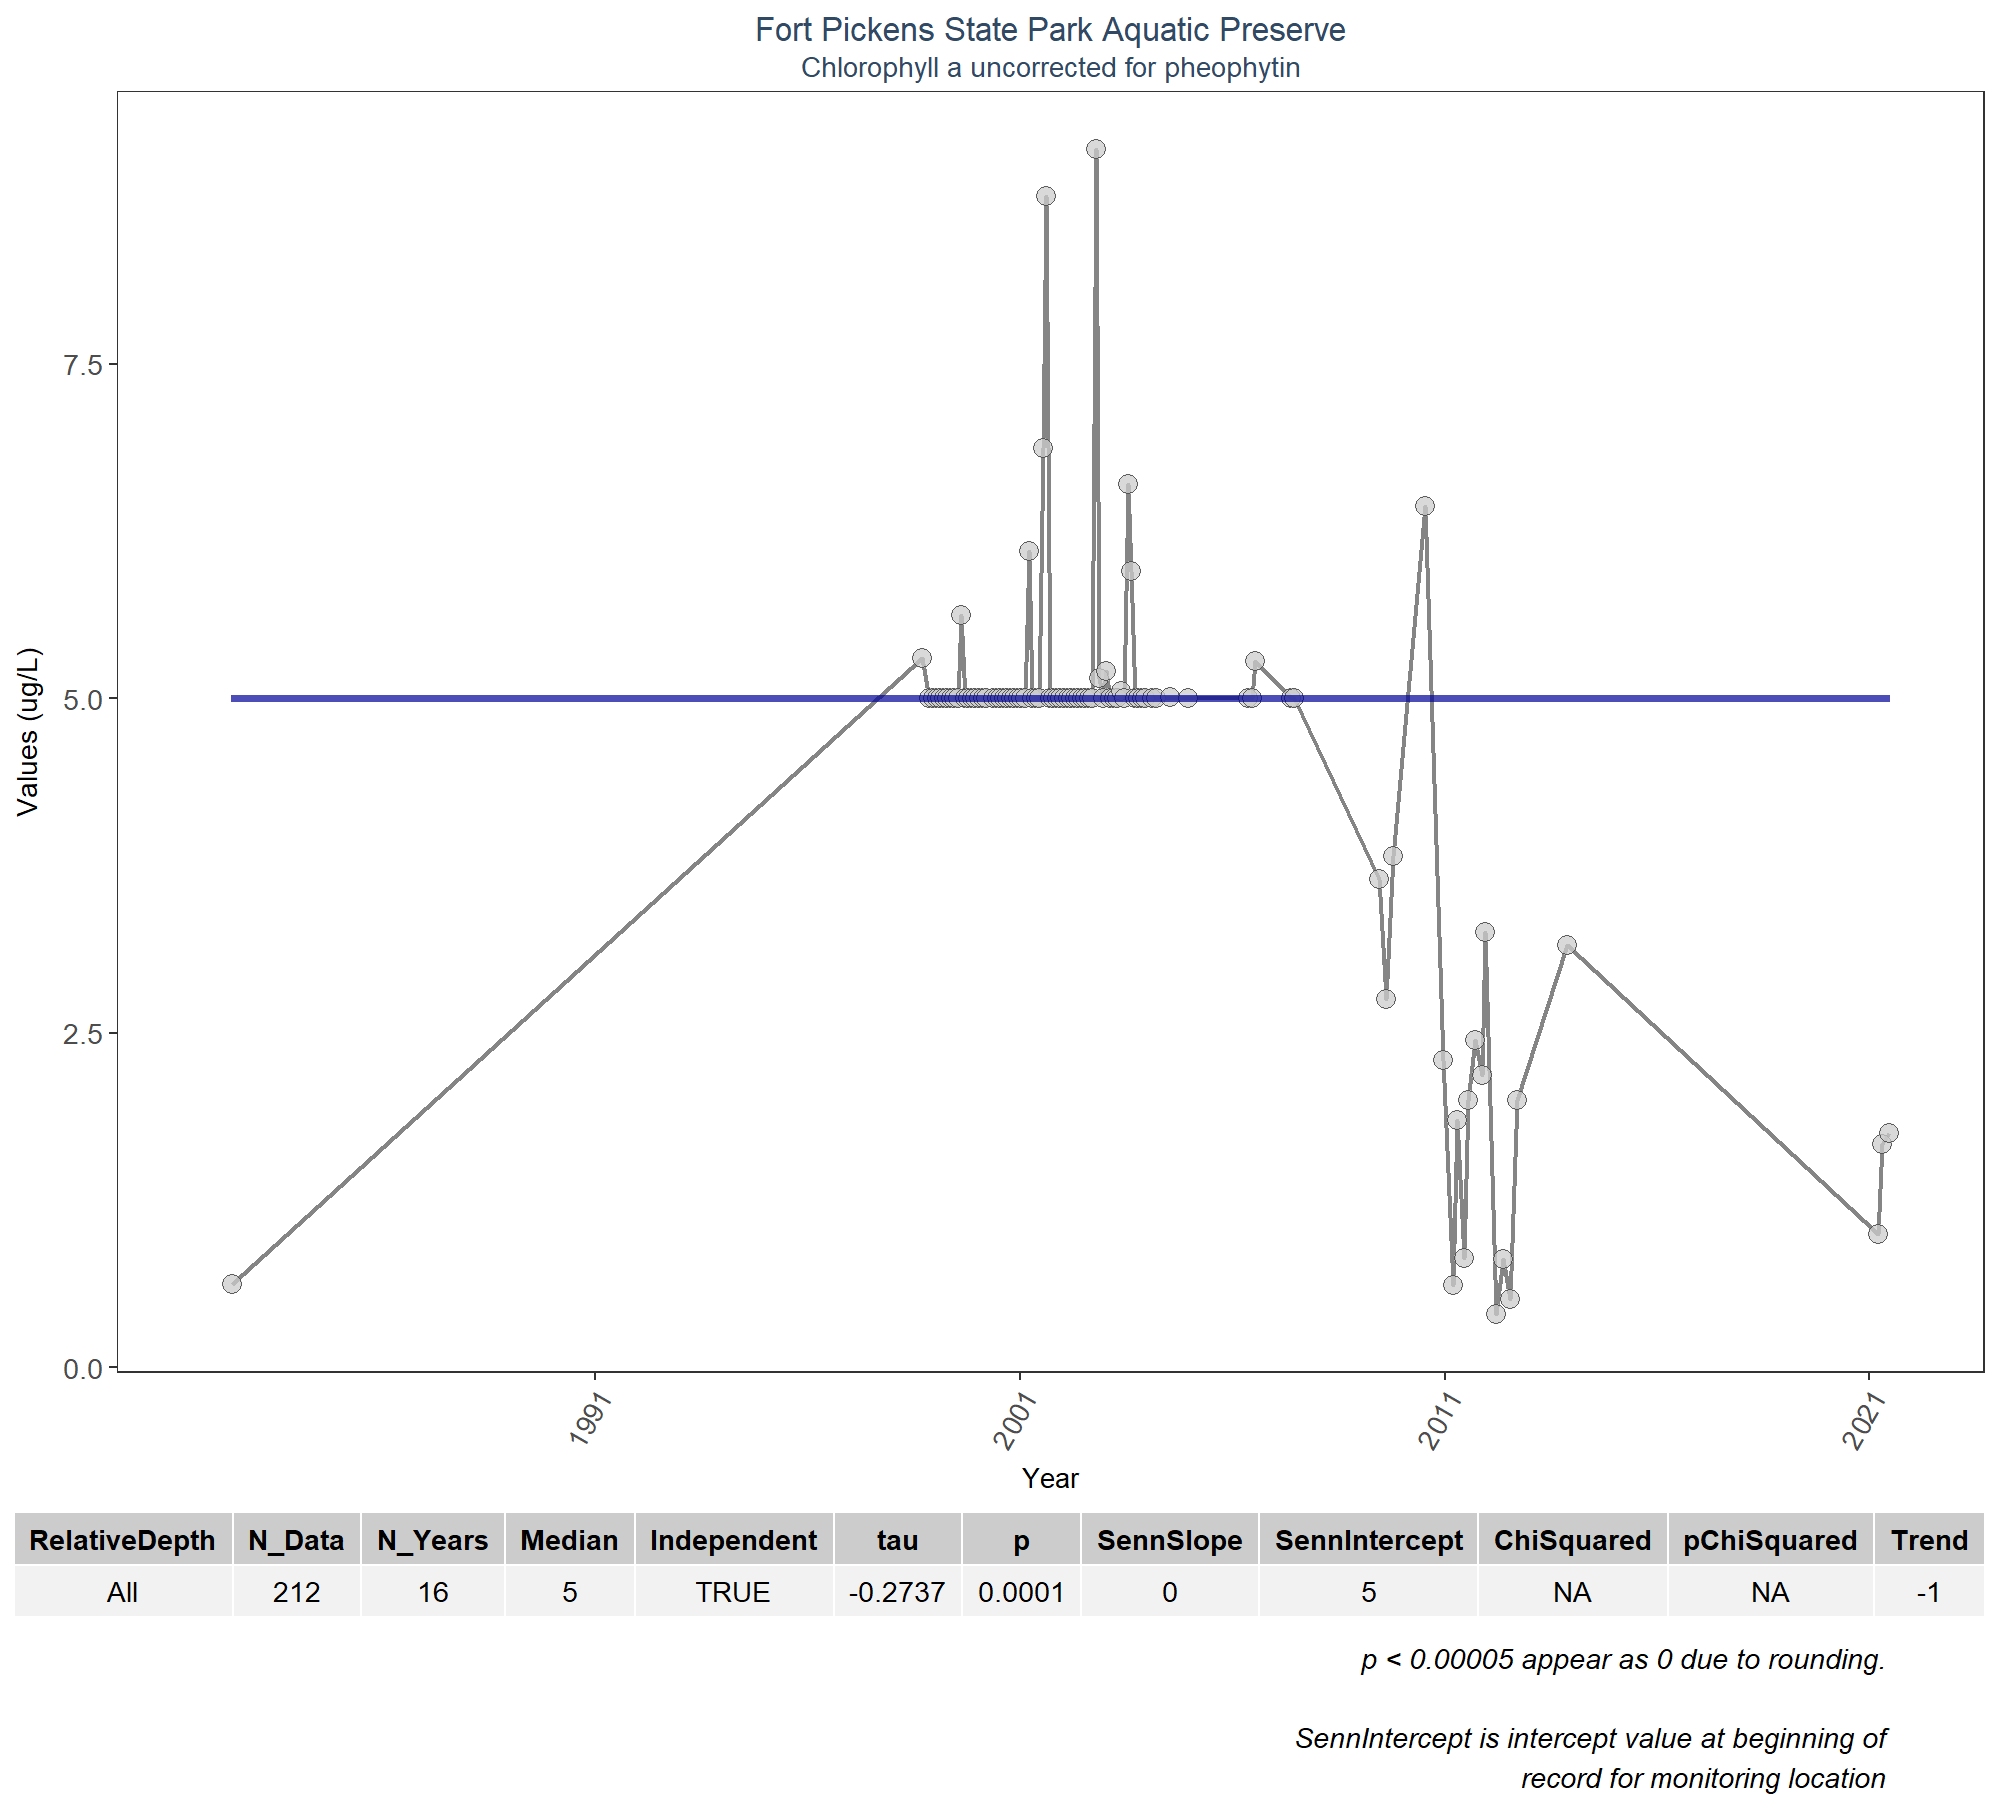 Fort Pickens State Park Aquatic Preserve
Chlorophyll a uncorrected for pheophytin
Values (ug/L)
7.5
5.0
2.5
0.0
1991
2001
2011
2021
Year
RelativeDepth N_Data N_Years Median Independent tau p SennSlope SennIntercept ChiSquared pChiSquared Trend
All 212 16 5 TRUE -0.2737 0.0001 0 5 NA NA -1
p < 0.00005 appear as 0 due to rounding.
SennIntercept is intercept value at beginning of
record for monitoring location